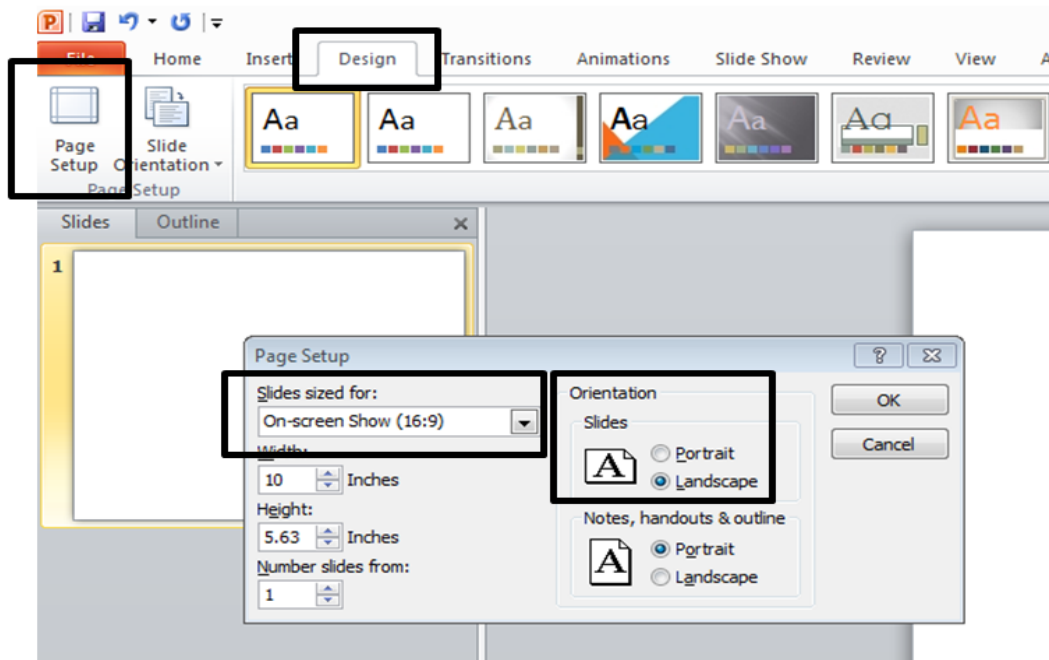 File Home Insert Design Transitions Animations Slide Show Review View A
Page Setup
Slide Orientation
Aa Aa Aa Aa Aa Aa Aa
Page Setup
Slides Outline
1
Page Setup
Slides sized for:
On-screen Show (16:9)
Width:
10 Inches
Height:
5.63 Inches
Number slides from:
1
Orientation
Slides
A
Portrait
Landscape
Notes, handouts & outline
A
Portrait
Landscape
OK
Cancel